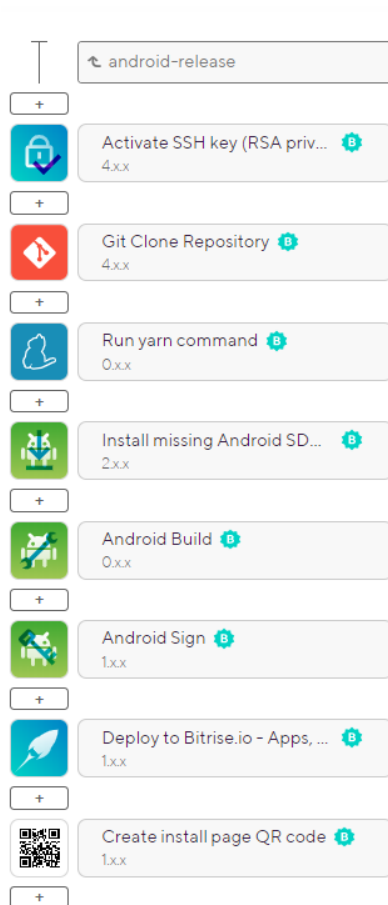 android-release
+
Activate SSH key (RSA priv... B
4.x.x
+
Git Clone Repository B
4.x.x
+
Run yarn command B
0.x.x
+
Install missing Android SD... B
2.x.x
+
Android Build B
0.x.x
+
Android Sign B
1.x.x
+
Deploy to Bitrise.io - Apps, ... B
1.x.x
+
Create install page QR code B
1.x.x
+